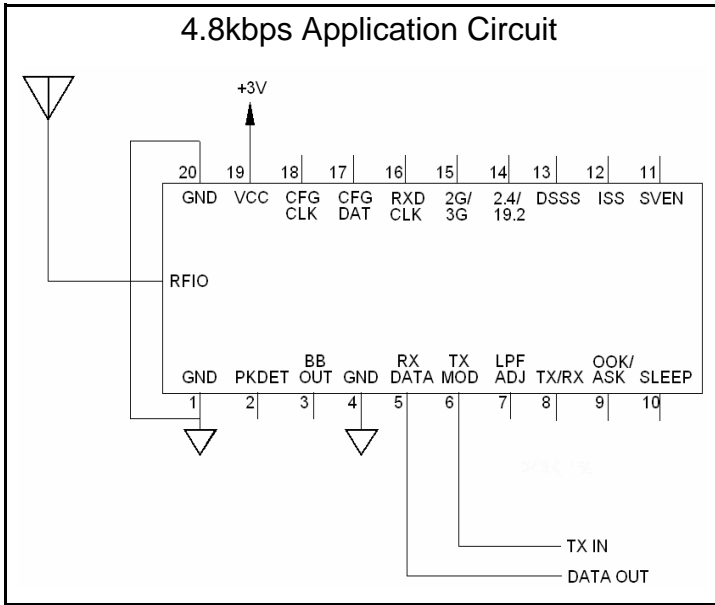 4.8kbps Application Circuit
+3V
20 19 18 17 16 15 14 13 12 11
GND VCC CFG RXD 2G/ 2.4/ DSSS ISS SVEN
CLK DAT CLK 3G 19.2
RFIO
BB RX TX LPF OOK/
GND PKDET OUT GND DATA MOD ADJ TX/RX ASK SLEEP
1 2 3 4 5 6 7 8 9 10
TX IN
DATA OUT